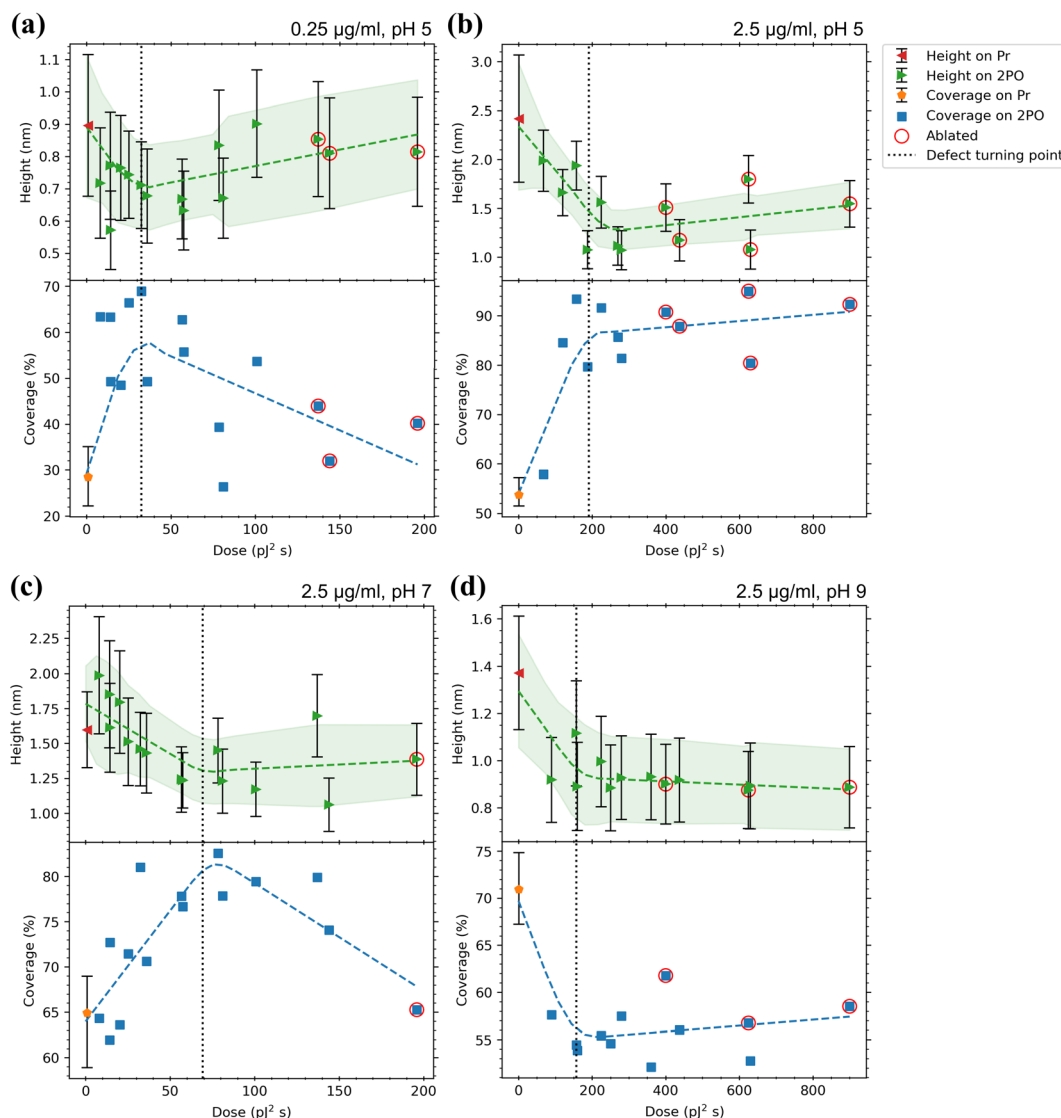 (a)
0.25 µg/ml, pH 5
Height (nm)
1.1
1.0
0.9
0.8
0.7
0.6
0.5
Coverage (%)
70
60
50
40
30
20
0
50
100
150
200
Dose (pJ² s)
(b)
2.5 µg/ml, pH 5
Height (nm)
3.0
2.5
2.0
1.5
1.0
Coverage (%)
90
80
70
60
50
0
200
400
600
800
Dose (pJ² s)
Height on Pr
Height on 2PO
Coverage on Pr
Coverage on 2PO
Ablated
Defect turning point
(c)
2.5 µg/ml, pH 7
Height (nm)
2.25
2.00
1.75
1.50
1.25
1.00
Coverage (%)
80
75
70
65
60
0
50
100
150
200
Dose (pJ² s)
(d)
2.5 µg/ml, pH 9
Height (nm)
1.6
1.4
1.2
1.0
0.8
Coverage (%)
75
70
65
60
55
0
200
400
600
800
Dose (pJ² s)